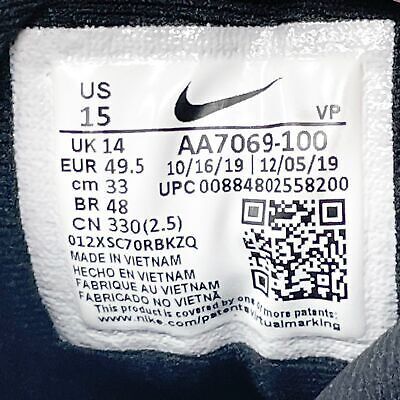 US
15
VP
UK 14
AA7069-100
EUR 49.5
10/16/19 | 12/05/19
cm 33
UPC 00884802558200
BR 48
CN 330(2.5)
012XSC70RBKZQ
MADE IN VIETNAM
HECHO EN VIETNAM
FABRIQUE AU VIETNAM
FABRICADO NO VIETNÃ
This product is covered by one or more patents:
www.nike.com/patentsvirtualmarking